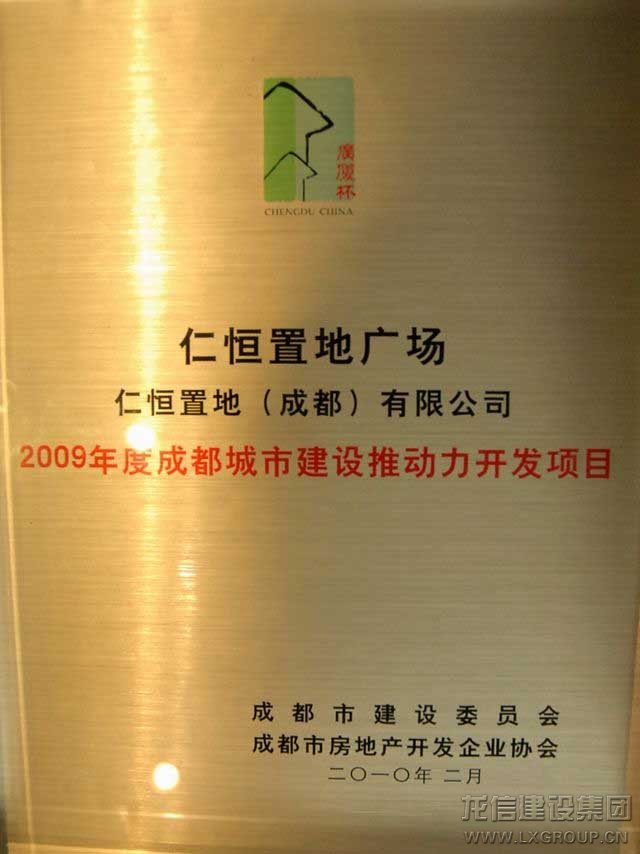 廣厦杯
CHENGDU CHINA
仁恒置地广场
仁恒置地（成都）有限公司
2009年度成都城市建设推动力开发项目
成都市建设委员会
成都市房地产开发企业协会
二〇一〇年 二月
龙信建设集团
WWW.LXGROUP.CN